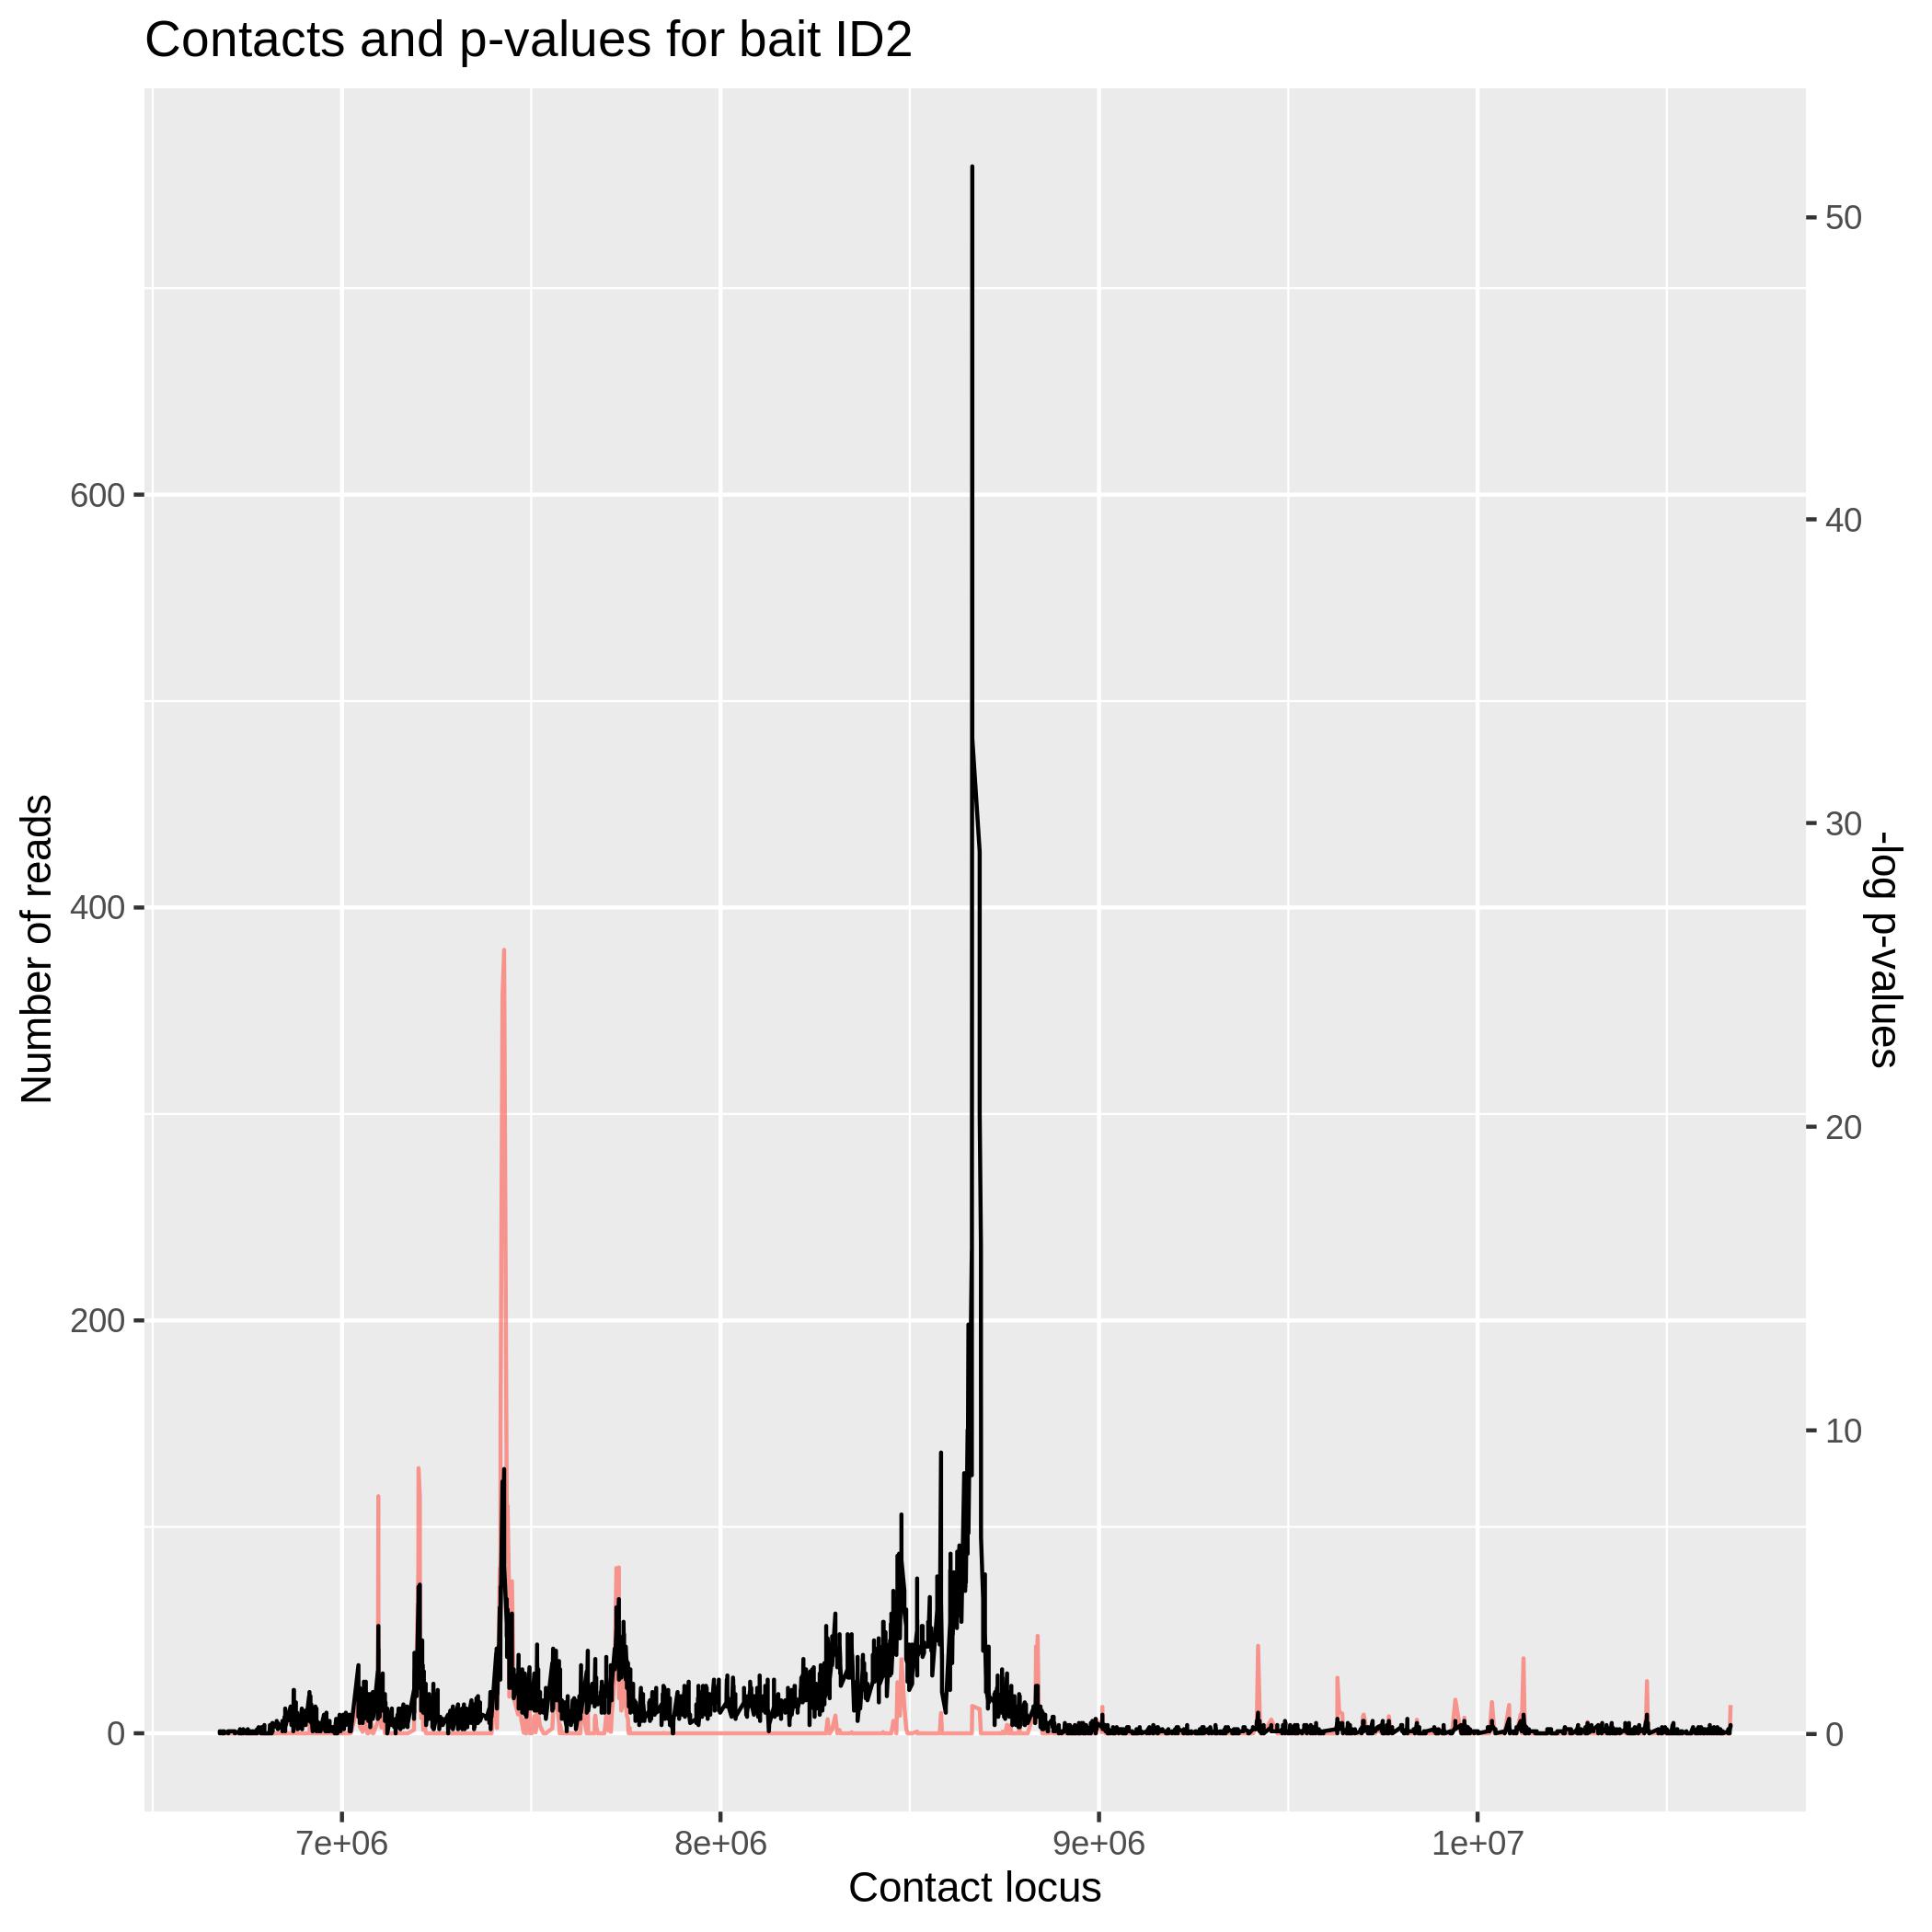 Contacts and p-values for bait ID2
Number of reads
600
400
200
0
50
40
30
20
10
0
-log p-values
7e+06
8e+06
9e+06
1e+07
Contact locus